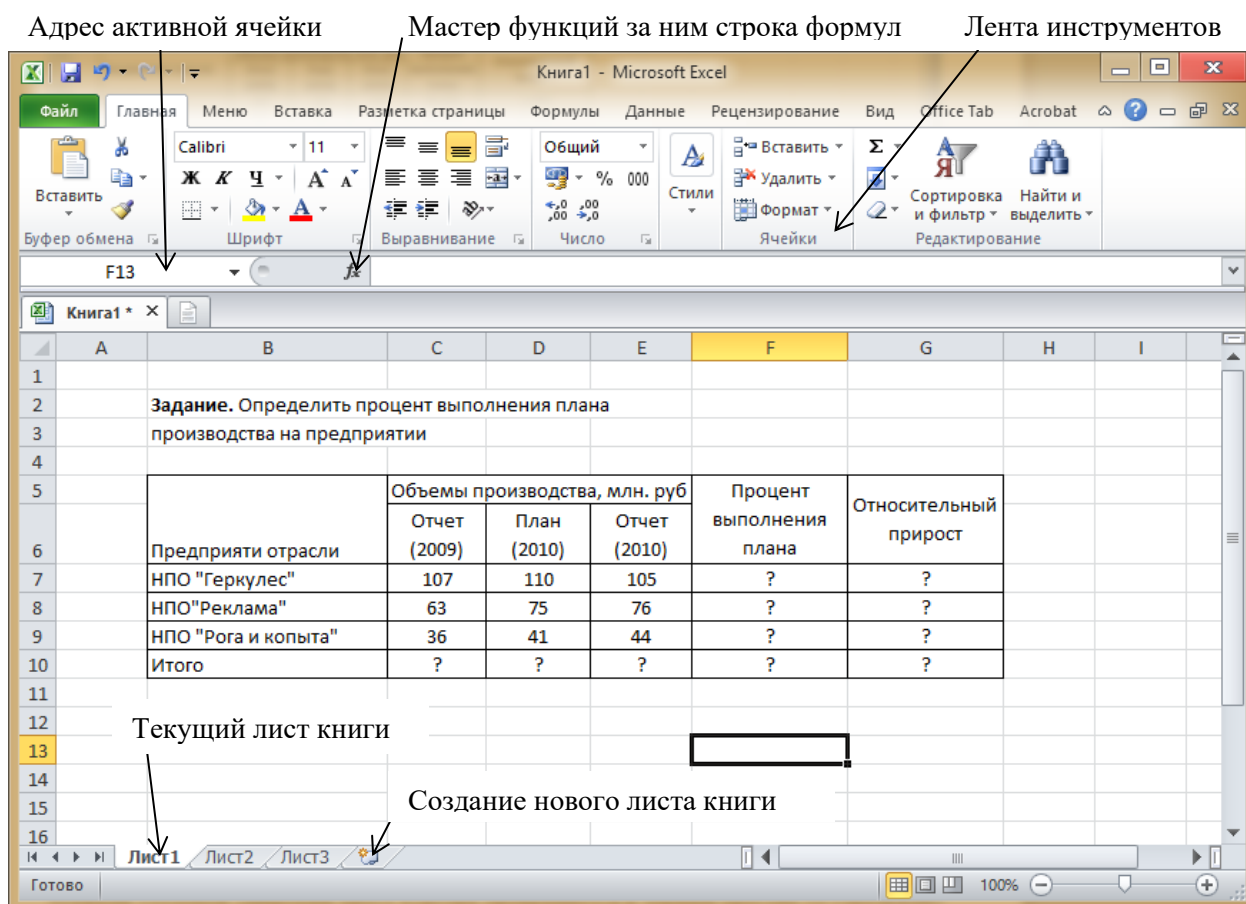 Адрес активной ячейки Мастер функций за ним строка формул Лента инструментов
Книга1 - Microsoft Excel
Файл Главная Меню Вставка Разметка страницы Формулы Данные Рецензирование Вид Office Tab Acrobat
Calibri 11 Общий Вставить Σ
Вставить Ж К Ч А А % 000 Стили Удалить Сортировка и фильтр Найти и выделить
Формат
Буфер обмена Шрифт Выравнивание Число Ячейки Редактирование
F13 fx
Книга1 *
A B C D E F G H I
1
2 Задание. Определить процент выполнения плана
3 производства на предприятии
4
5 Объемы производства, млн. руб Процент выполнения плана Относительный прирост
6 Предприяти отрасли Отчет (2009) План (2010) Отчет (2010)
7 НПО "Геркулес" 107 110 105 ? ?
8 НПО"Реклама" 63 75 76 ? ?
9 НПО "Рога и копыта" 36 41 44 ? ?
10 Итого ? ? ? ? ?
11
12
Текущий лист книги
13
14
15 Создание нового листа книги
16
Лист1 Лист2 Лист3
Готово 100%